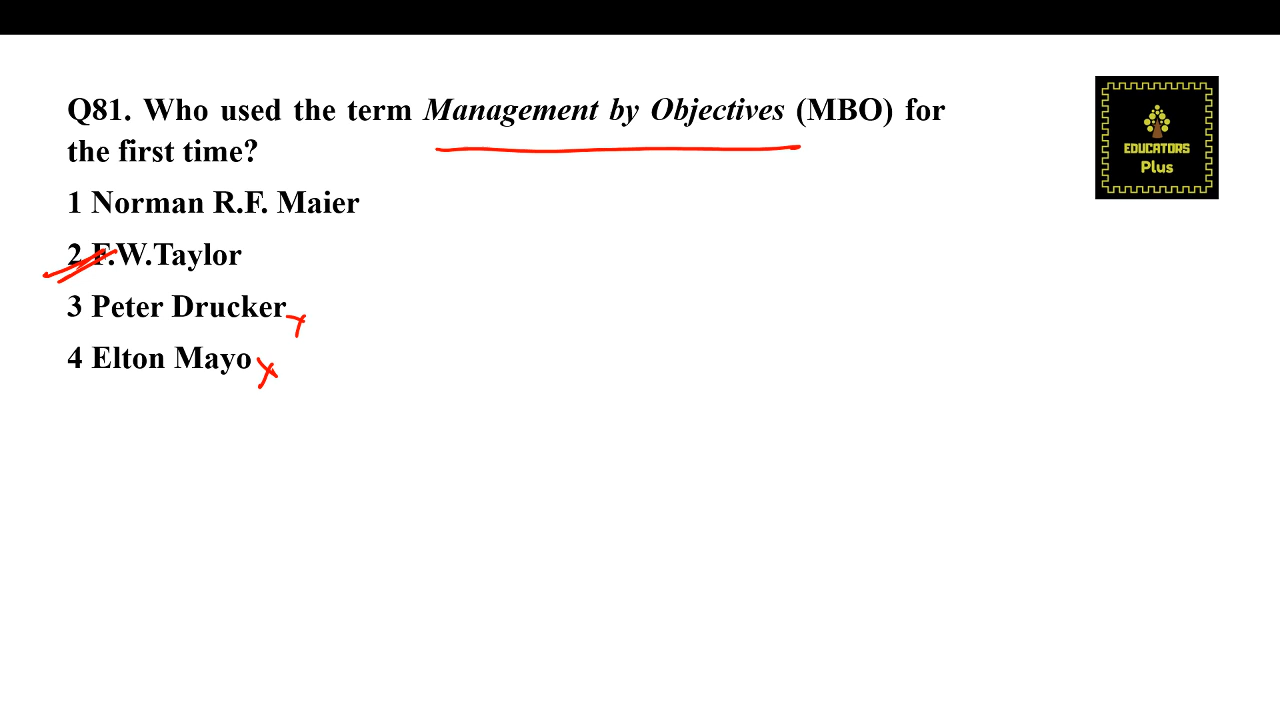 Q81. Who used the term Management by Objectives (MBO) for
the first time?
1 Norman R.F. Maier
2 F.W.Taylor
3 Peter Drucker
4 Elton Mayo
EDUCATORS
Plus